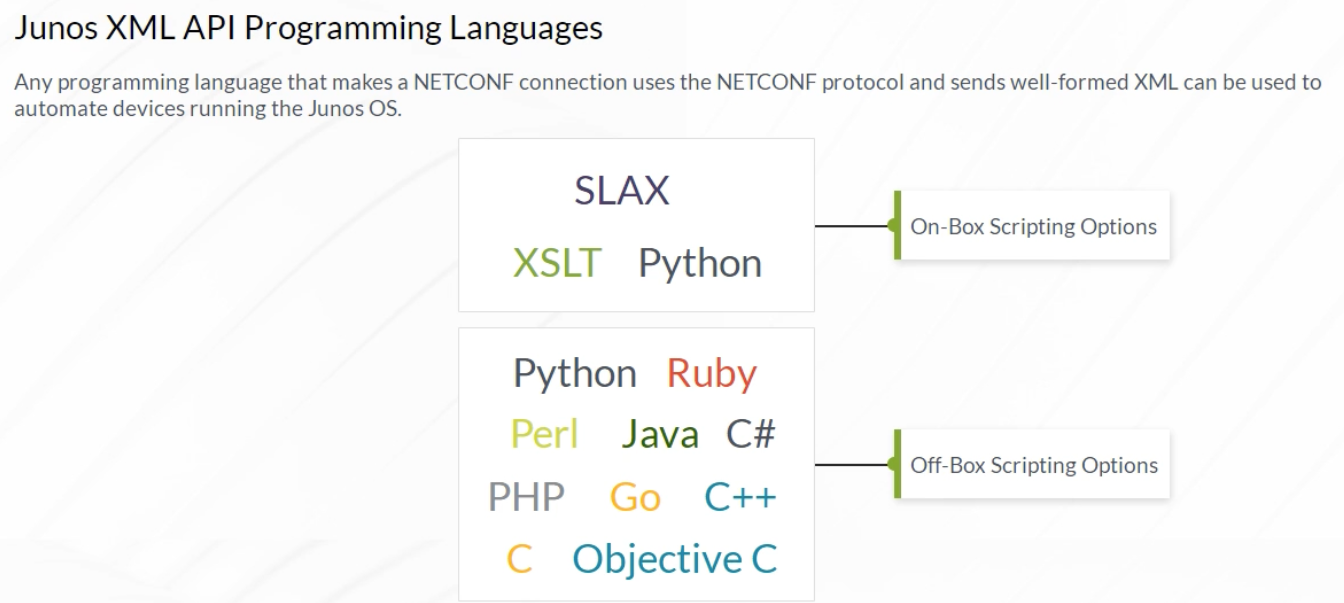 Junos XML API Programming Languages
Any programming language that makes a NETCONF connection uses the NETCONF protocol and sends well-formed XML can be used to
automate devices running the Junos OS.
SLAX
XSLT Python
On-Box Scripting Options
Python Ruby
Perl Java C#
PHP Go C++
C Objective C
Off-Box Scripting Options